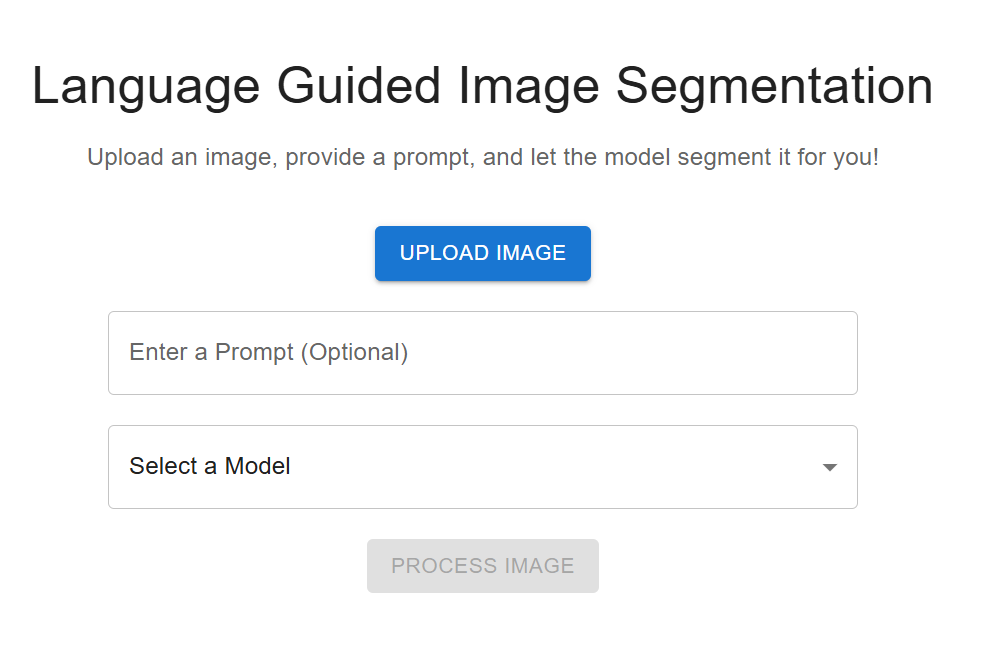 Language Guided Image Segmentation
Upload an image, provide a prompt, and let the model segment it for you!
UPLOAD IMAGE
Enter a Prompt (Optional)
Select a Model
PROCESS IMAGE